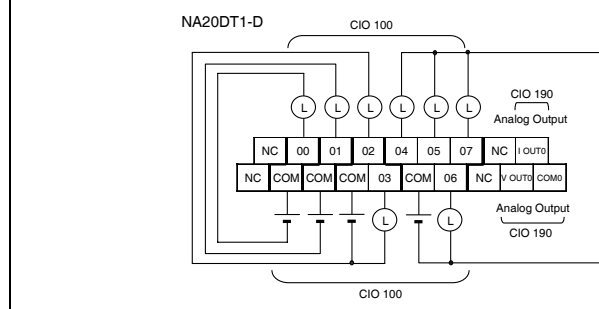 NA20DT1-D
CIO 100
CIO 190
Analog Output
L L L L L L
NC 00 01 02 04 05 07 NC I OUT0
NC COM COM COM 03 COM 06 NC V OUT0 COM0
L L
Analog Output
CIO 190
CIO 100